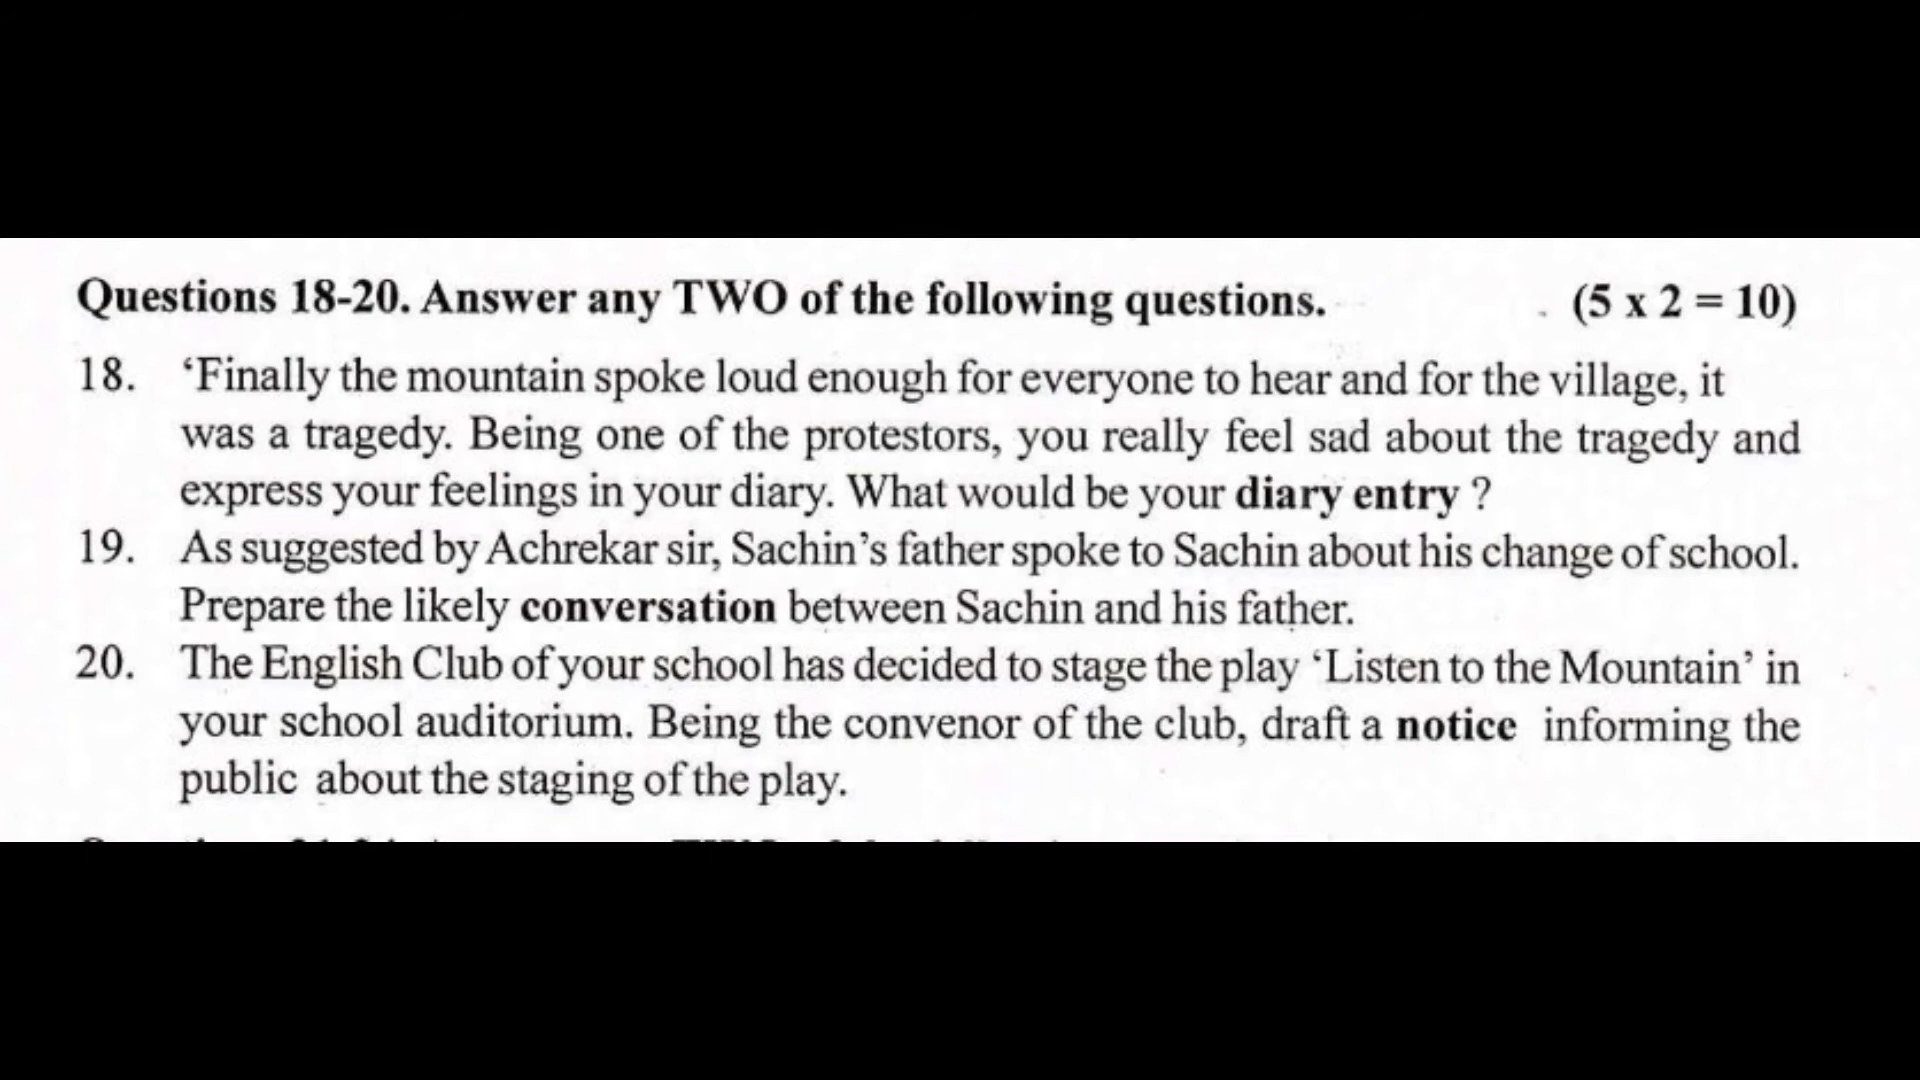 Questions 18-20. Answer any TWO of the following questions. (5 x 2 = 10)
18. ‘Finally the mountain spoke loud enough for everyone to hear and for the village, it
was a tragedy. Being one of the protestors, you really feel sad about the tragedy and
express your feelings in your diary. What would be your diary entry ?
19. As suggested by Achrekar sir, Sachin’s father spoke to Sachin about his change of school.
Prepare the likely conversation between Sachin and his father.
20. The English Club of your school has decided to stage the play ‘Listen to the Mountain’ in
your school auditorium. Being the convenor of the club, draft a notice informing the
public about the staging of the play.